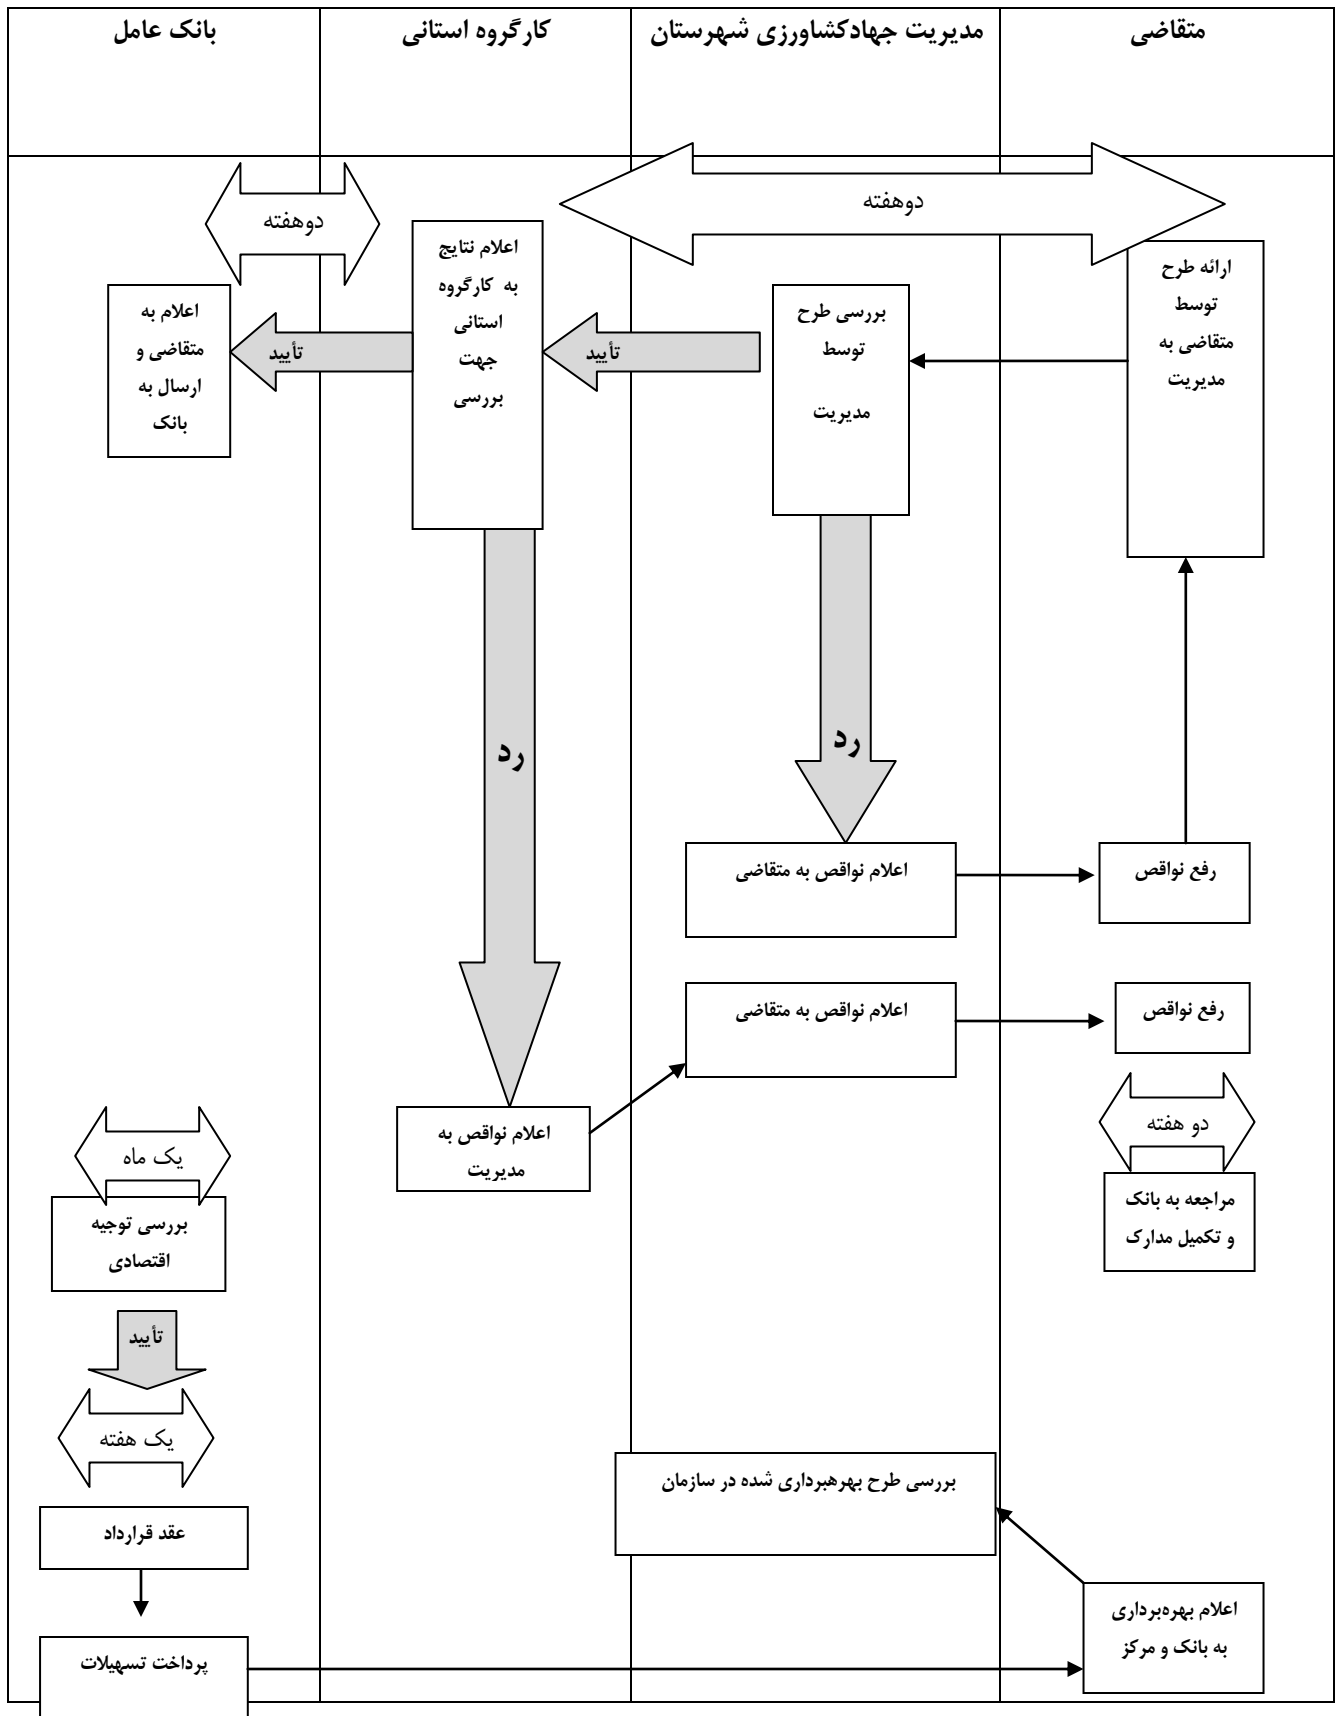 متقاضی
مدیریت جهادکشاورزی شهرستان
کارگروه استانی
بانک عامل
دوهفته
دوهفته
ارائه طرح
توسط
متقاضی به
مدیریت
بررسی طرح
توسط
مدیریت
تأیید
اعلام نتایج
به کارگروه
استانی
جهت
بررسی
تأیید
اعلام به
متقاضی و
ارسال به
بانک
رد
رد
رفع نواقص
اعلام نواقص به متقاضی
رفع نواقص
اعلام نواقص به متقاضی
اعلام نواقص به
مدیریت
دو هفته
مراجعه به بانک
و تکمیل مدارک
یک ماه
بررسی توجیه
اقتصادی
تأیید
یک هفته
بررسی طرح بهرهبرداری شده در سازمان
عقد قرارداد
اعلام بهره‌برداری
به بانک و مرکز
پرداخت تسهیلات